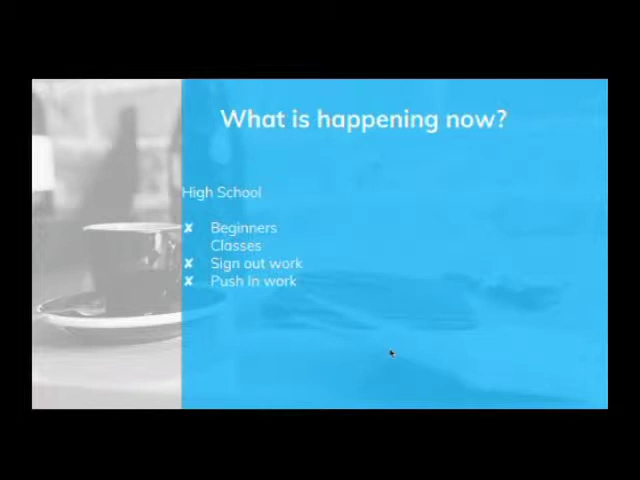 What is happening now?
High School
✘ Beginners
Classes
✘ Sign out work
✘ Push In work